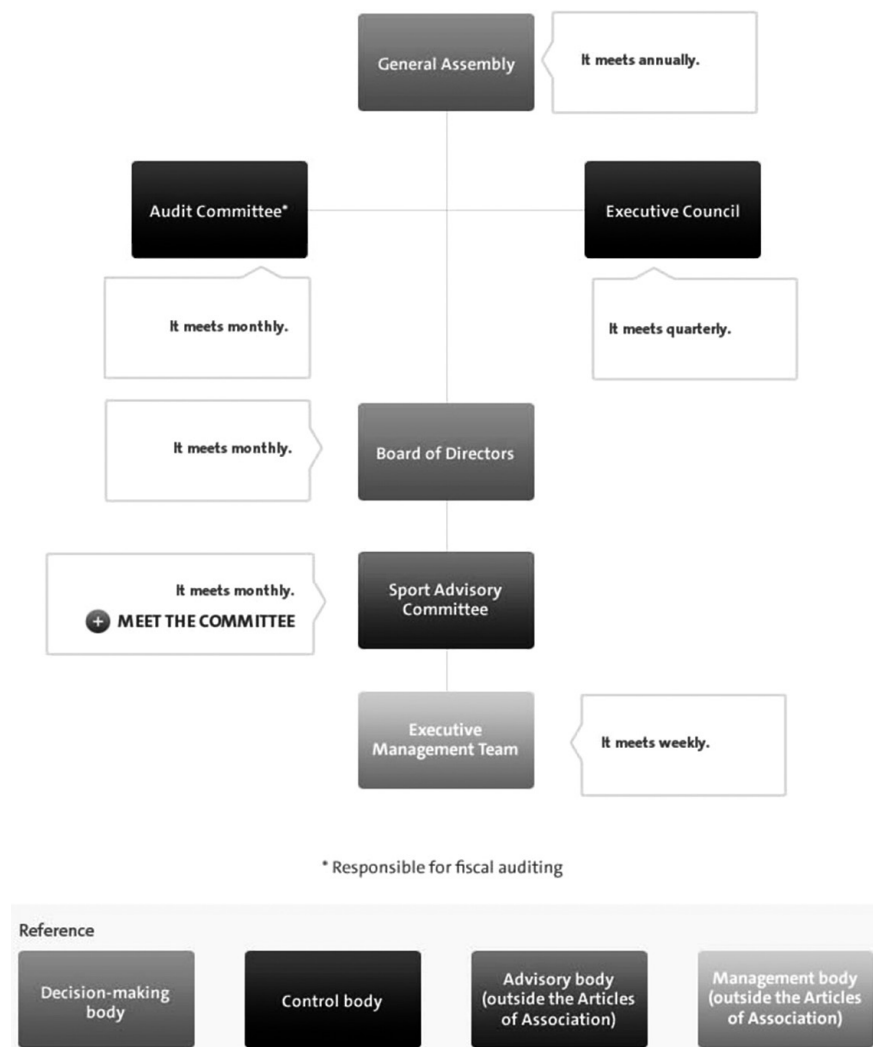 General Assembly
It meets annually.
Audit Committee*
Executive Council
It meets monthly.
It meets quarterly.
It meets monthly.
Board of Directors
It meets monthly.
+ MEET THE COMMITTEE
Sport Advisory
Committee
Executive
Management Team
It meets weekly.
* Responsible for fiscal auditing
Reference
Decision-making
body
Control body
Advisory body
(outside the Articles
of Association)
Management body
(outside the Articles
of Association)